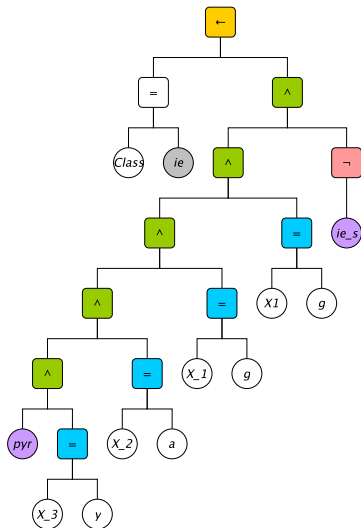 ←
= ^
Class ie ^ ¬
^ = ie_s
^ = X1 g
^ = X_1 g
pyr = X_2 a
X_3 y